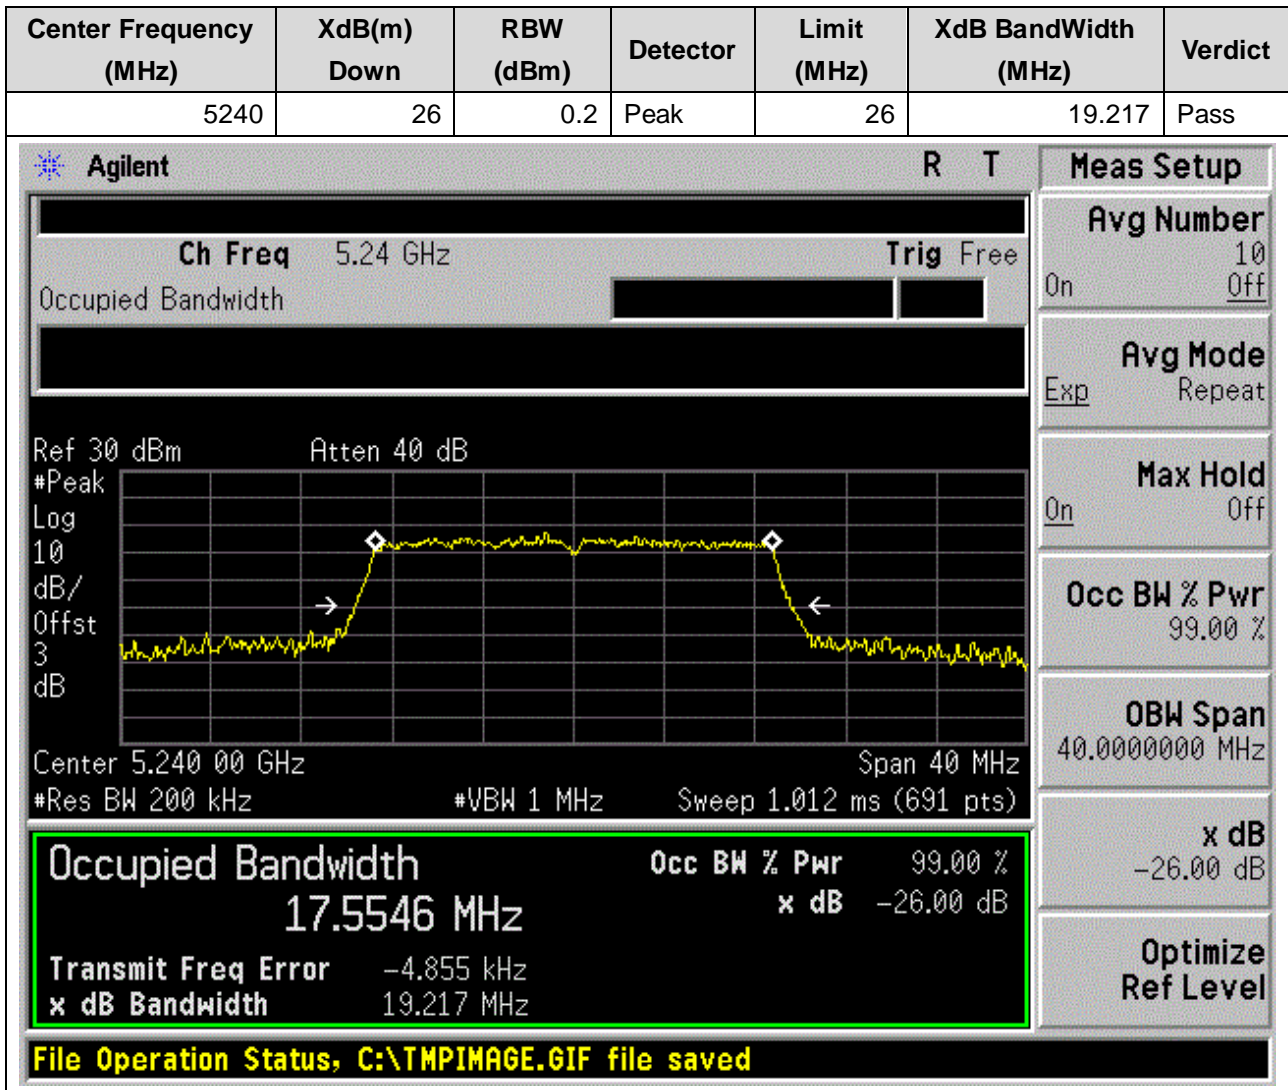 Center Frequency (MHz) XdB(m) Down RBW (dBm) Detector Limit (MHz) XdB BandWidth (MHz) Verdict
5240 26 0.2 Peak 26 19.217 Pass
Agilent R T Meas Setup
Ch Freq 5.24 GHz Trig Free
Occupied Bandwidth
Avg Number
10
On Off
Avg Mode
Exp Repeat
Max Hold
On Off
Occ BW % Pwr
99.00 %
OBW Span
40.0000000 MHz
x dB
-26.00 dB
Optimize
Ref Level
Ref 30 dBm Atten 40 dB
#Peak
Log
10
dB/
Offst
3
dB
Center 5.240 00 GHz Span 40 MHz
#Res BW 200 kHz #VBW 1 MHz Sweep 1.012 ms (691 pts)
Occupied Bandwidth Occ BW % Pwr 99.00 %
17.5546 MHz x dB -26.00 dB
Transmit Freq Error -4.855 kHz
x dB Bandwidth 19.217 MHz
File Operation Status, C:\TMPIMAGE.GIF file saved